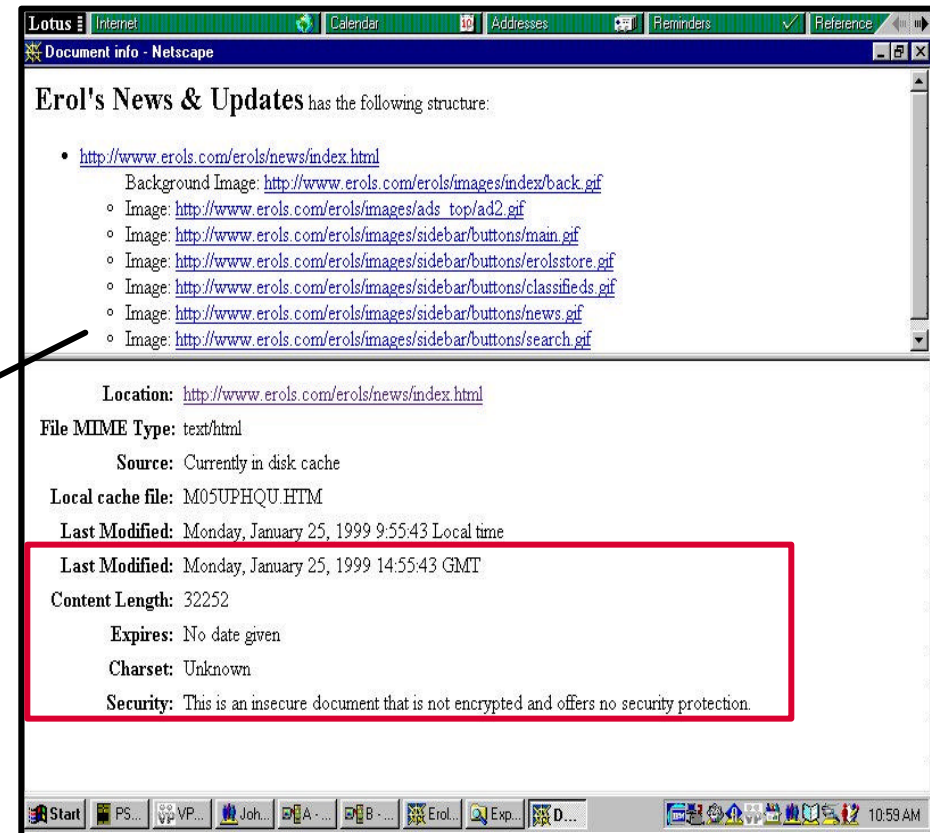 Lotus Internet Calendar 10 Addresses Reminders Reference
Document info - Netscape
Erol's News & Updates has the following structure:
• http://www.erols.com/erols/news/index.html
Background Image: http://www.erols.com/erols/images/index/back.gif
Image: http://www.erols.com/erols/images/ads_top/ad2.gif
Image: http://www.erols.com/erols/images/sidebar/buttons/main.gif
Image: http://www.erols.com/erols/images/sidebar/buttons/erolsstore.gif
Image: http://www.erols.com/erols/images/sidebar/buttons/classifieds.gif
Image: http://www.erols.com/erols/images/sidebar/buttons/news.gif
Image: http://www.erols.com/erols/images/sidebar/buttons/search.gif
Location: http://www.erols.com/erols/news/index.html
File MIME Type: text/html
Source: Currently in disk cache
Local cache file: M05UPHQU.HTM
Last Modified: Monday, January 25, 1999 9:55:43 Local time
Last Modified: Monday, January 25, 1999 14:55:43 GMT
Content Length: 32252
Expires: No date given
Charset: Unknown
Security: This is an insecure document that is not encrypted and offers no security protection.
Start PS... VP... Joh... A - ... B - ... Erol... Exp... D... 10:59 AM